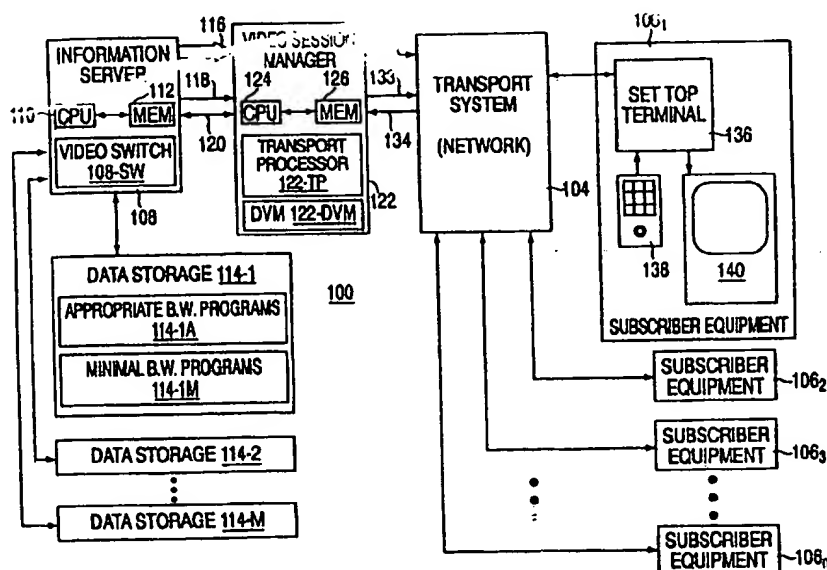 INFORMATION
SERVER
CPU
112
MEM
VIDEO SWITCH
108-SW
108
116
118
120
SESSION
MANAGER
124
126
CPU
MEM
TRANSPORT
PROCESSOR
122-TP
DVM 122-DVM
122
133
134
TRANSPORT
SYSTEM
(NETWORK)
104
106₁
SET TOP
TERMINAL
136
138
140
SUBSCRIBER EQUIPMENT
DATA STORAGE 114-1
APPROPRIATE B.W. PROGRAMS
114-1A
MINIMAL B.W. PROGRAMS
114-1M
100
DATA STORAGE 114-2
DATA STORAGE 114-M
SUBSCRIBER
EQUIPMENT
106₂
SUBSCRIBER
EQUIPMENT
106₃
SUBSCRIBER
EQUIPMENT
106ₙ